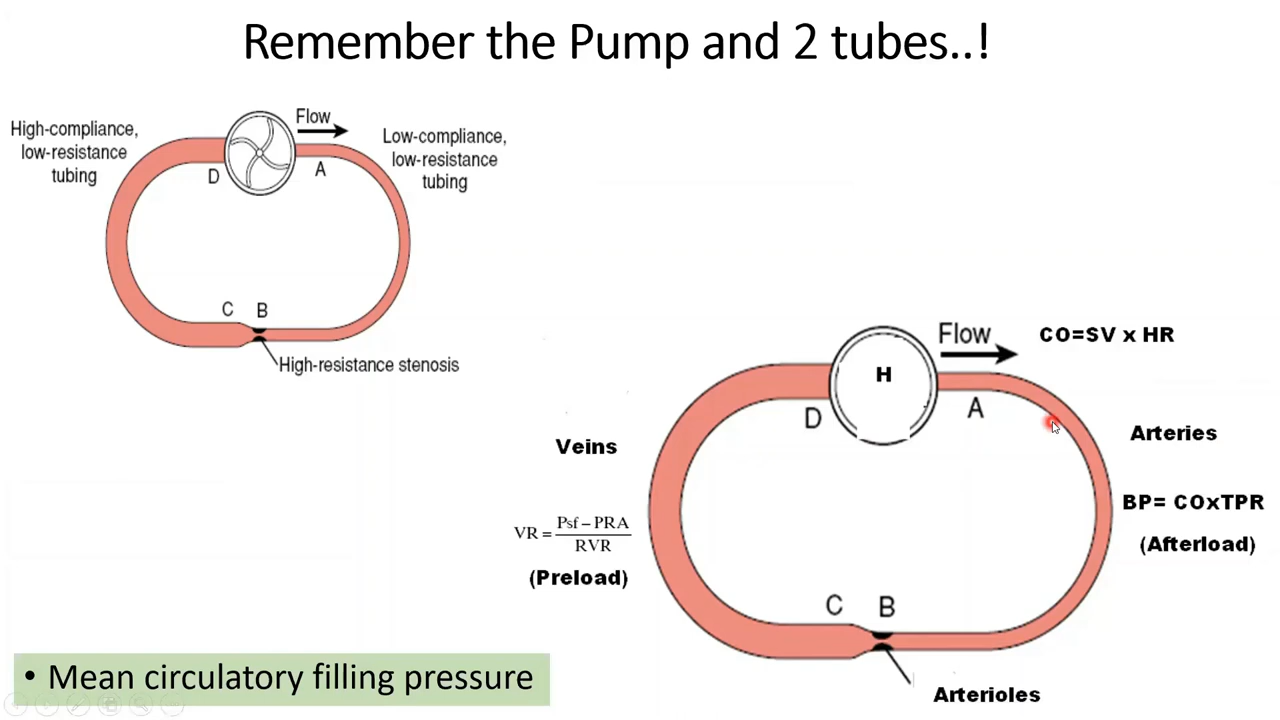 Remember the Pump and 2 tubes..!
High-compliance,
low-resistance
tubing
Flow
Low-compliance,
low-resistance
tubing
D
A
C
B
High-resistance stenosis
Flow
CO=SV x HR
H
D
A
Veins
Arteries
VR = Psf – PRA
RVR
(Preload)
BP= COxTPR
(Afterload)
C
B
Arterioles
• Mean circulatory filling pressure